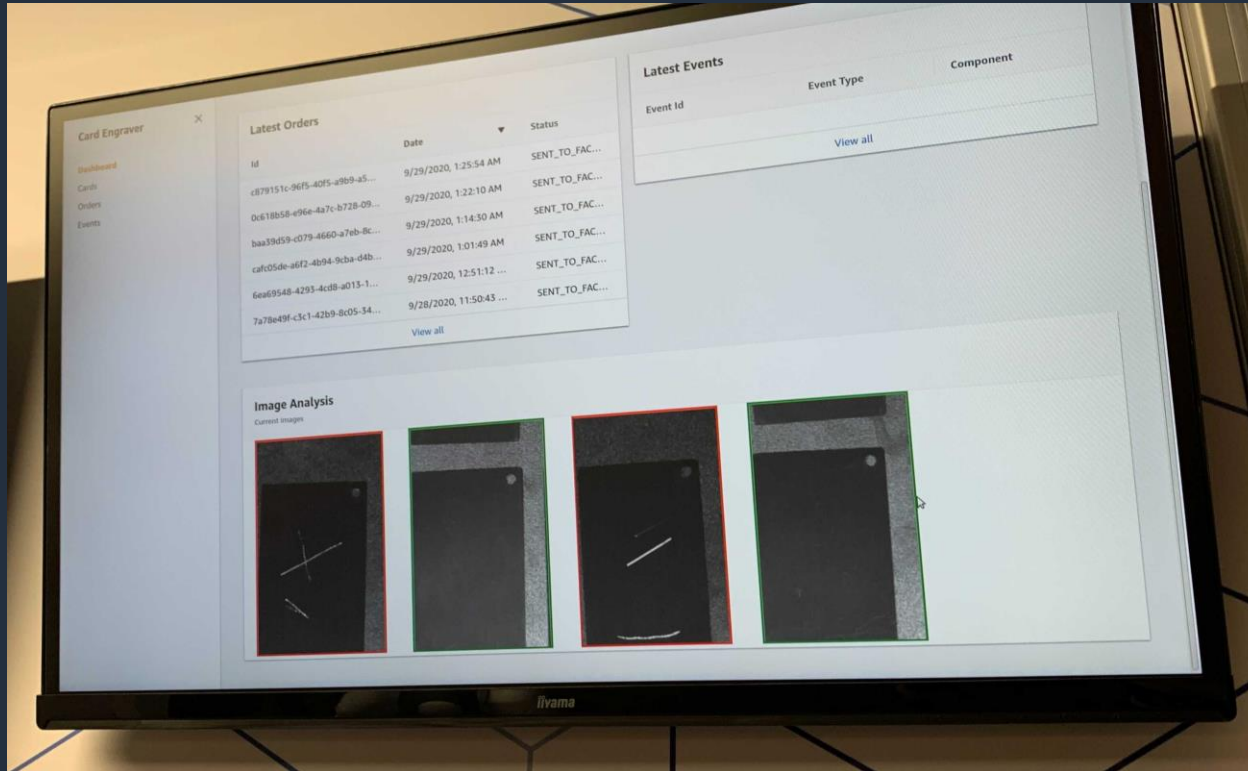 Card Engraver
Dashboard
Cards
Orders
Events
Latest Orders
Id Date Status
c879151c-96f5-40f5-a9b9-a5... 9/29/2020, 1:25:54 AM SENT_TO_FAC...
0c618b58-e96e-4a7c-b728-09... 9/29/2020, 1:22:10 AM SENT_TO_FAC...
baa39d59-c079-4660-a7eb-8c... 9/29/2020, 1:14:30 AM SENT_TO_FAC...
cafc05de-a6f2-4b94-9cba-d4b... 9/29/2020, 1:01:49 AM SENT_TO_FAC...
6ea69548-4293-4cd8-a013-1... 9/29/2020, 12:51:12 ... SENT_TO_FAC...
7a78e49f-c3c1-42b9-8c05-34... 9/28/2020, 11:50:43 ... SENT_TO_FAC...
View all
Latest Events
Event Id Event Type Component
View all
Image Analysis
Current images
iiyama